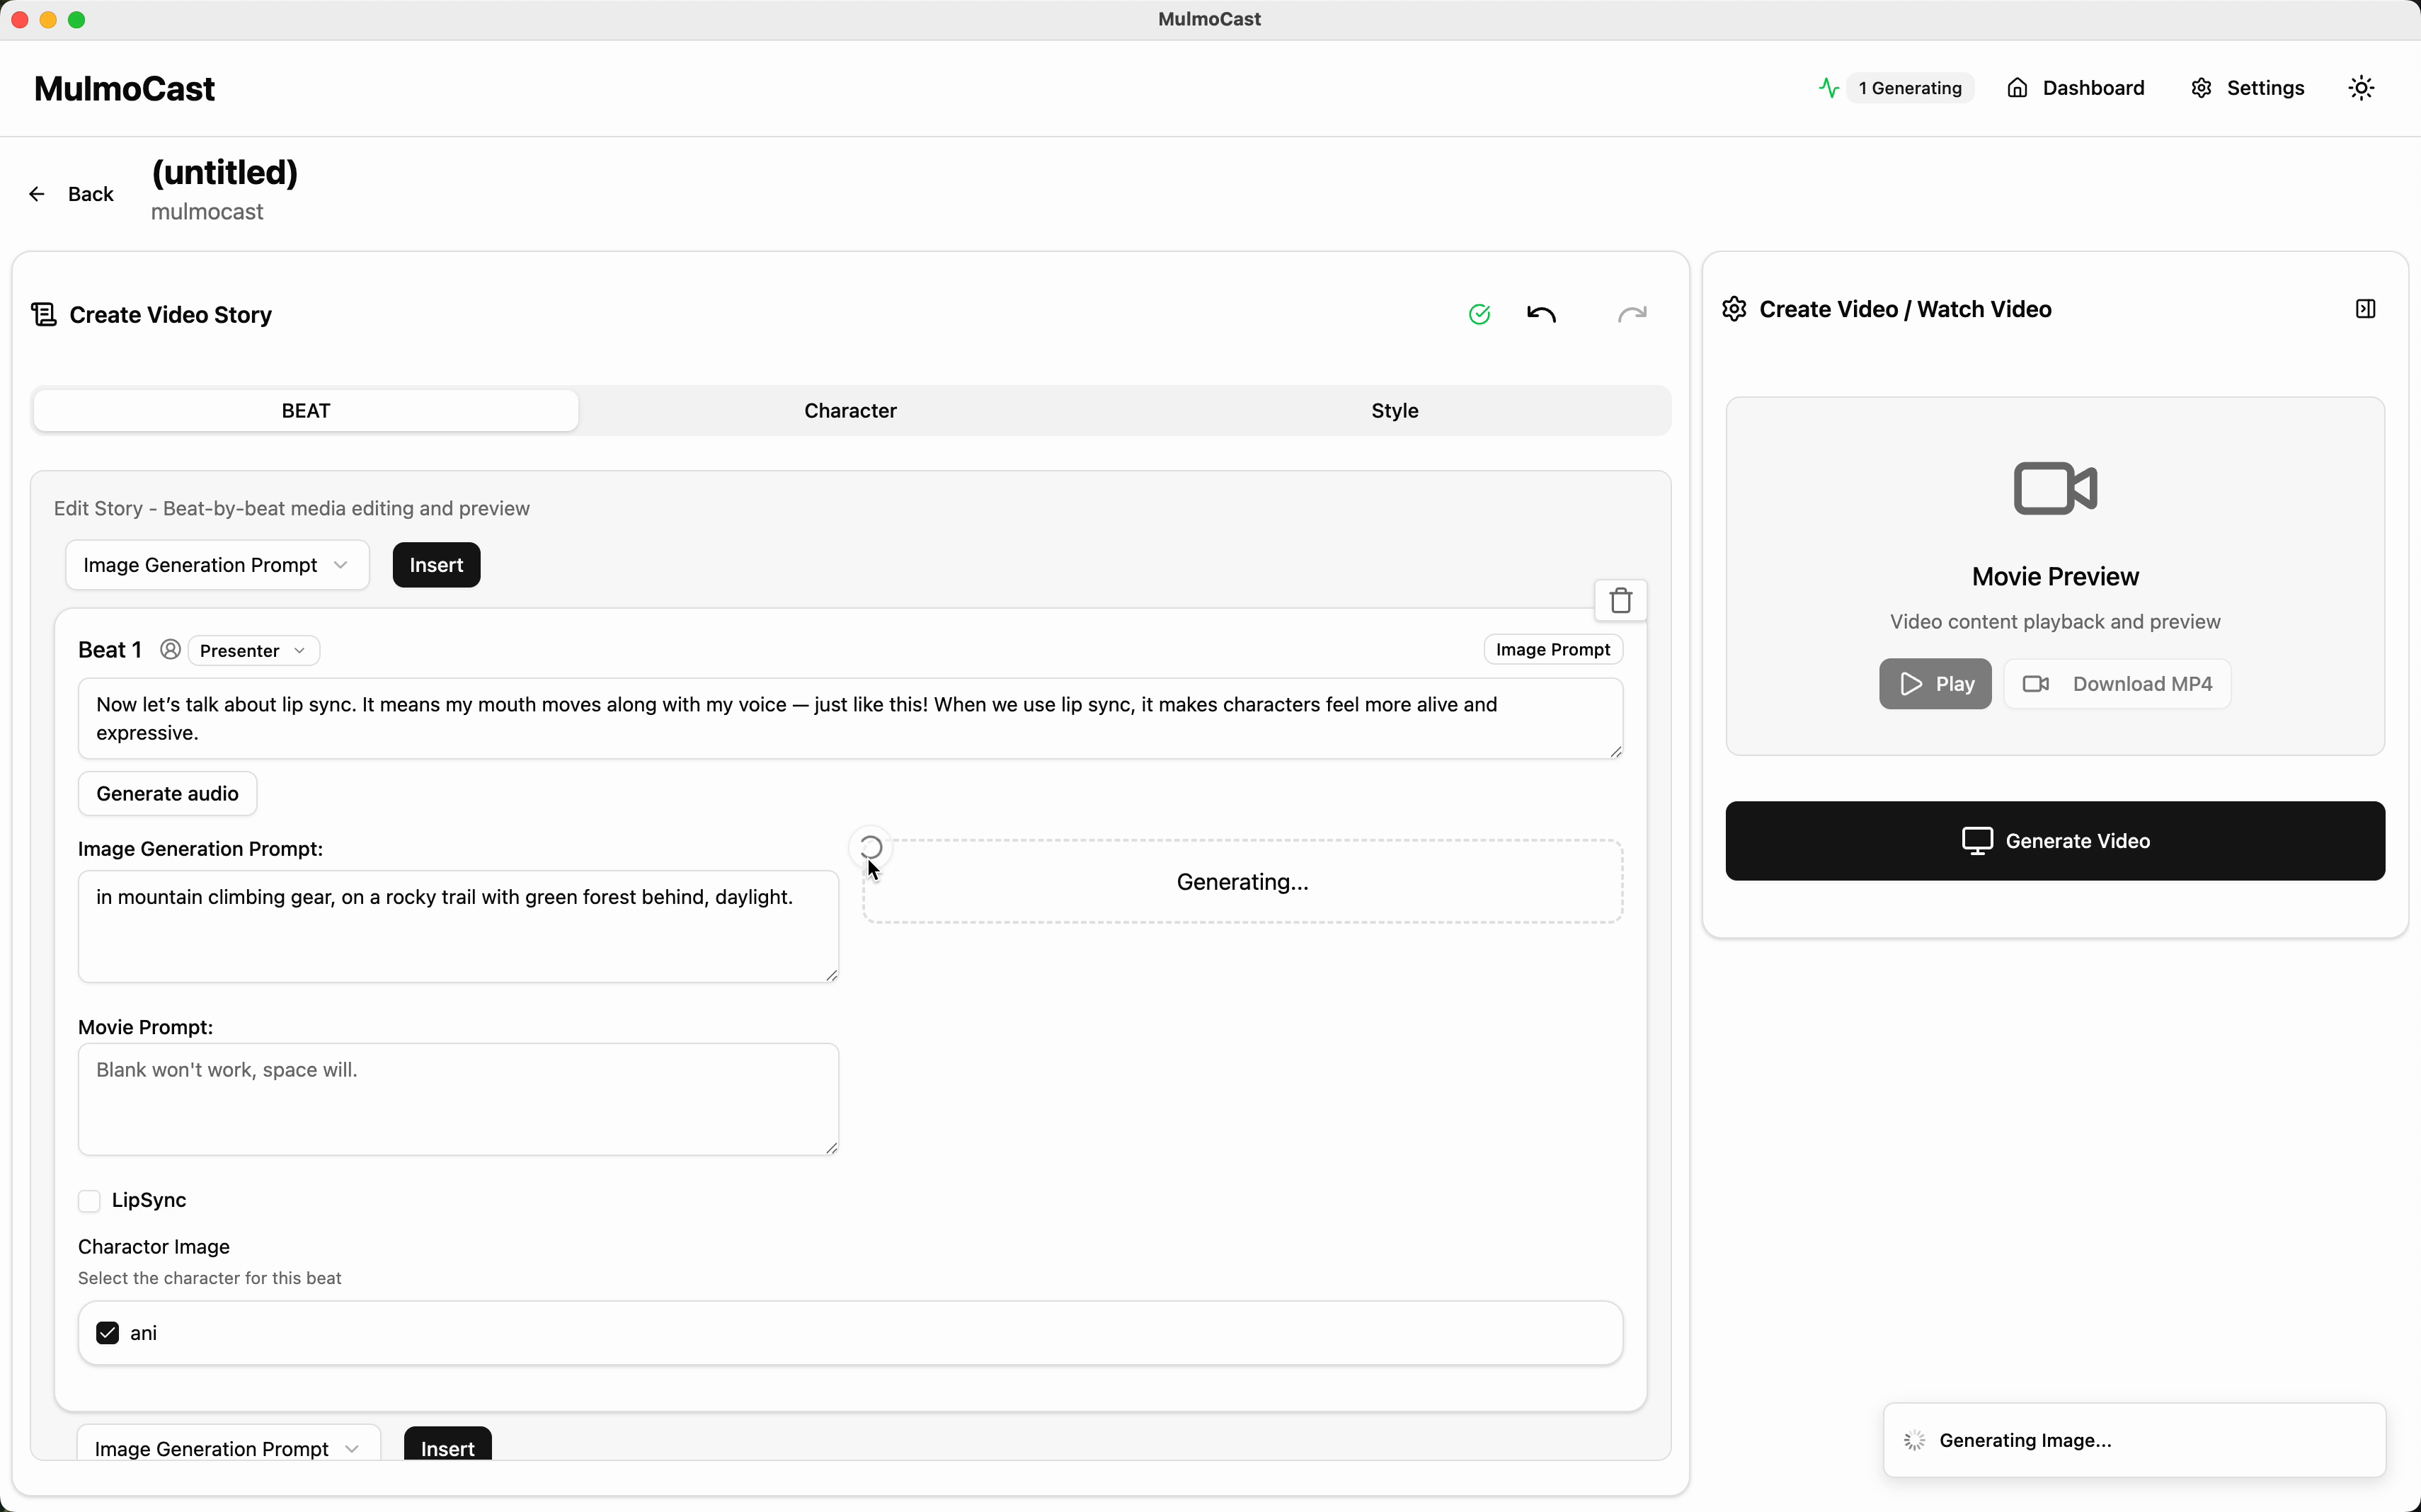 MulmoCast
MulmoCast
1 Generating
Dashboard
Settings
Back
(untitled)
mulmocast
Create Video Story
BEAT
Character
Style
Edit Story - Beat-by-beat media editing and preview
Image Generation Prompt
Insert
Beat 1
Presenter
Image Prompt
Now let’s talk about lip sync. It means my mouth moves along with my voice — just like this! When we use lip sync, it makes characters feel more alive and
expressive.
Generate audio
Image Generation Prompt:
in mountain climbing gear, on a rocky trail with green forest behind, daylight.
Generating...
Movie Prompt:
Blank won't work, space will.
LipSync
Charactor Image
Select the character for this beat
ani
Image Generation Prompt
Insert
Create Video / Watch Video
Movie Preview
Video content playback and preview
Play
Download MP4
Generate Video
Generating Image...